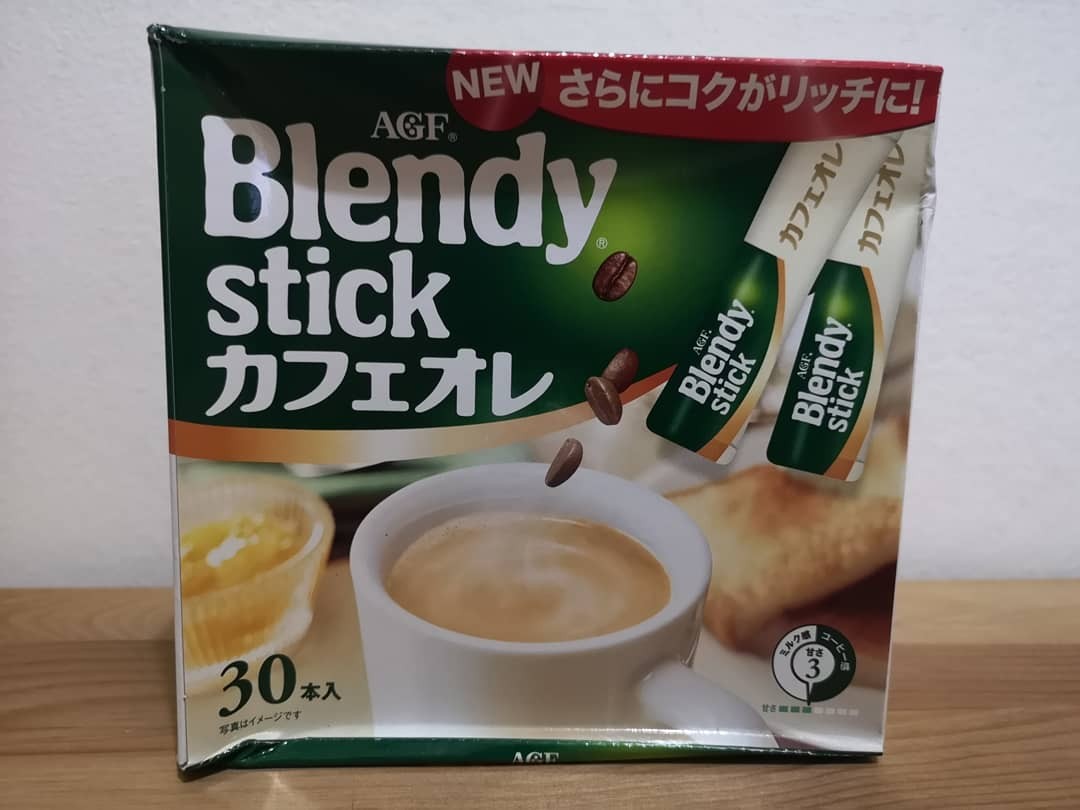 NEW さらにコクがリッチに!
AGF®
Blendy®
stick
カフェオレ
カフェオレ
カフェオレ
AGF.
Blendy
stick
AGF.
Blendy
stick
30本入
写真はイメージです
ミルク感
コーヒー感
甘さ
3
甘さ
AGF